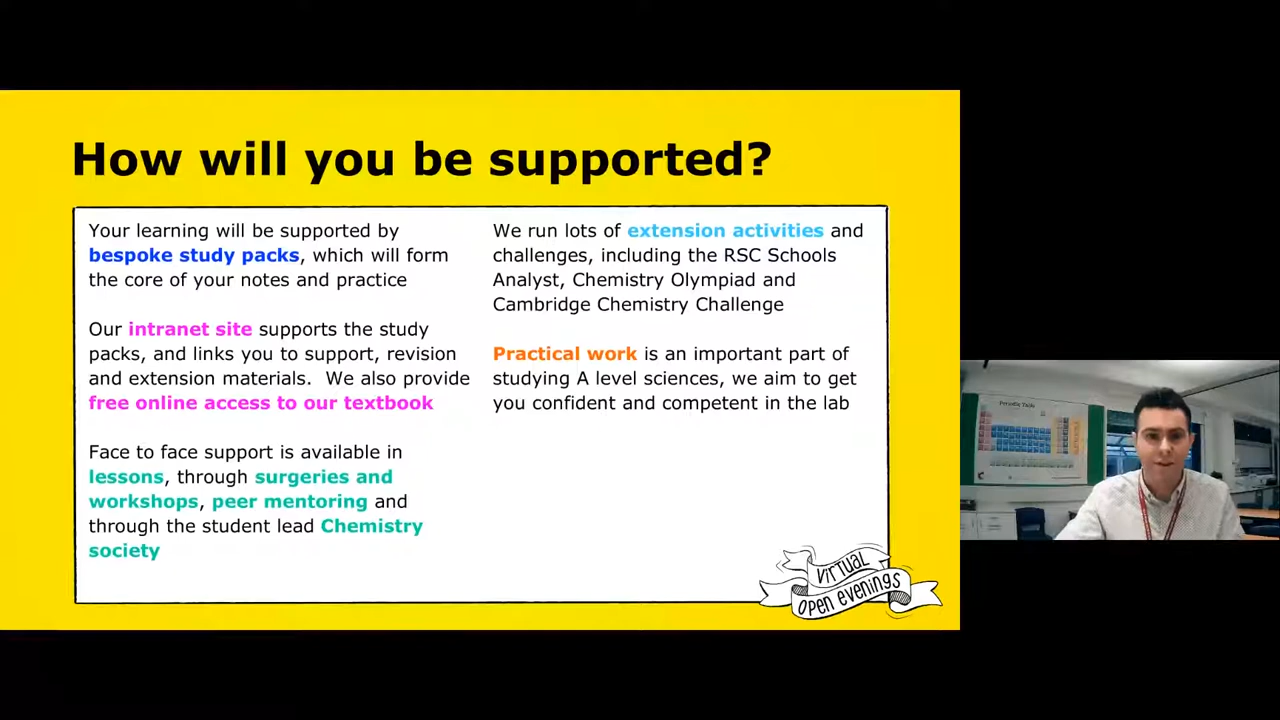 How will you be supported?
Your learning will be supported by
bespoke study packs, which will form
the core of your notes and practice
Our intranet site supports the study
packs, and links you to support, revision
and extension materials.  We also provide
free online access to our textbook
Face to face support is available in
lessons, through surgeries and
workshops, peer mentoring and
through the student lead Chemistry
society
We run lots of extension activities and
challenges, including the RSC Schools
Analyst, Chemistry Olympiad and
Cambridge Chemistry Challenge
Practical work is an important part of
studying A level sciences, we aim to get
you confident and competent in the lab
VIRTUAL
OPEN EVENINGS
Periodic Table